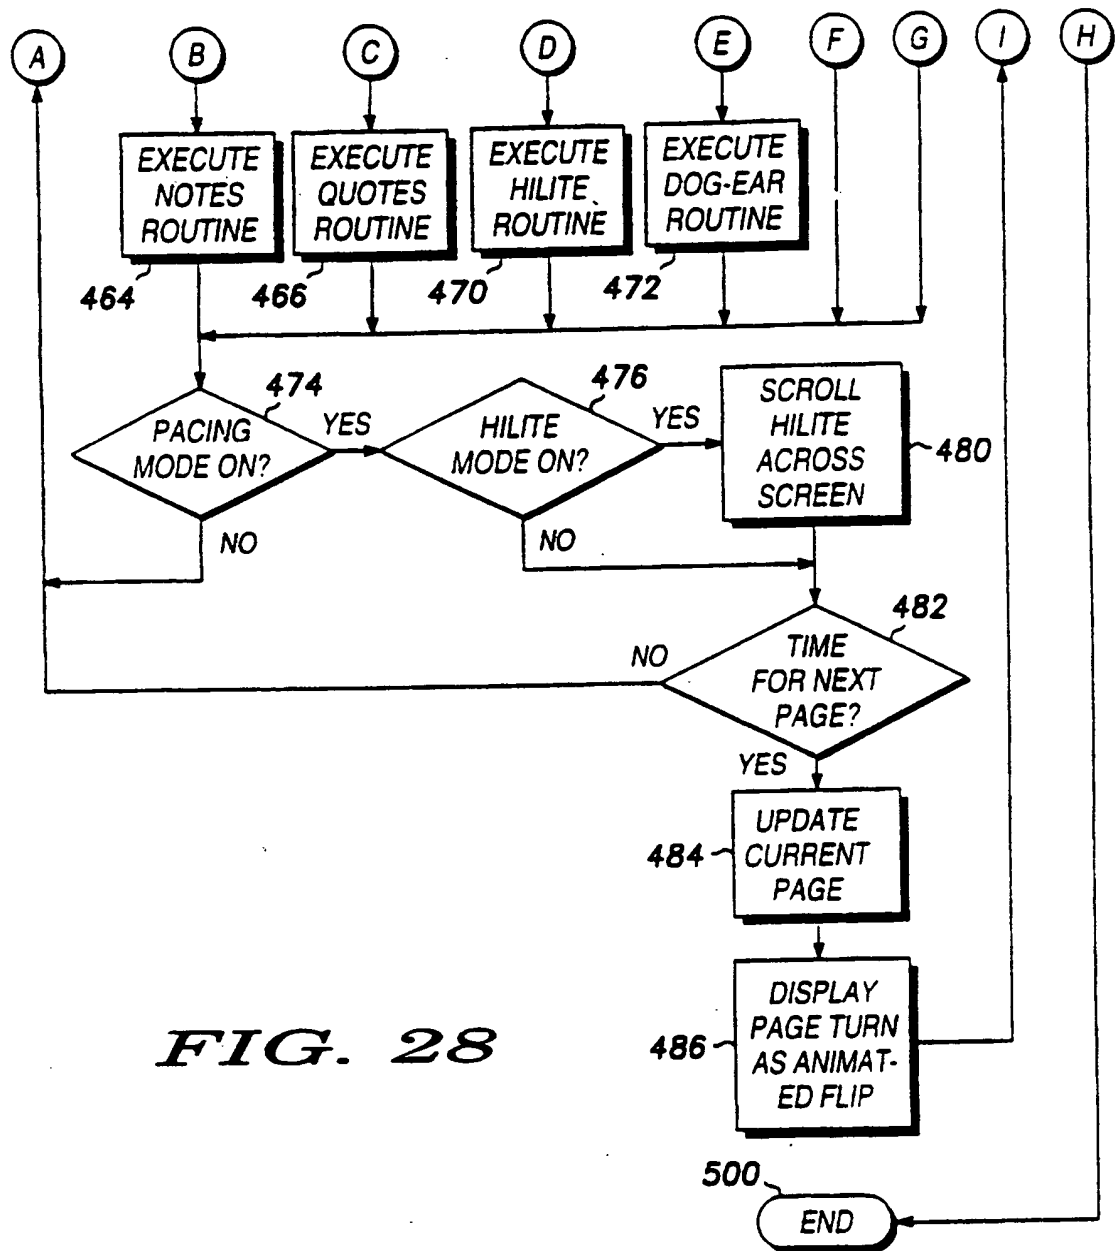 A B C D E F G I H
EXECUTE
NOTES
ROUTINE
EXECUTE
QUOTES
ROUTINE
EXECUTE
HILITE
ROUTINE
EXECUTE
DOG-EAR
ROUTINE
464
466
470
472
474
PACING
MODE ON?
YES
NO
476
HILITE
MODE ON?
YES
NO
SCROLL
HILITE
ACROSS
SCREEN
480
482
TIME
FOR NEXT
PAGE?
NO
YES
484
UPDATE
CURRENT
PAGE
486
DISPLAY
PAGE TURN
AS ANIMAT-
ED FLIP
FIG. 28
500
END